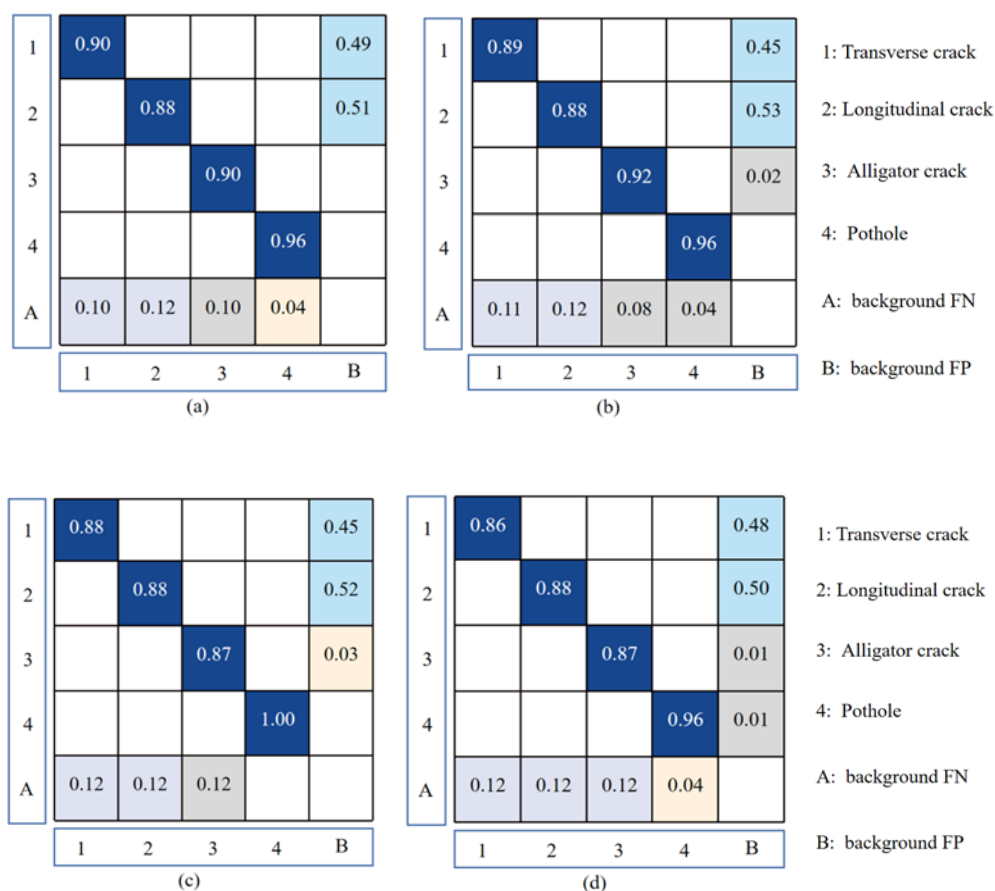 1 0.90 0.49
2 0.88 0.51
3 0.90
4 0.96
A 0.10 0.12 0.10 0.04
1 2 3 4 B
(a)
1 0.89 0.45
2 0.88 0.53
3 0.92 0.02
4 0.96
A 0.11 0.12 0.08 0.04
1 2 3 4 B
(b)
1: Transverse crack
2: Longitudinal crack
3: Alligator crack
4: Pothole
A: background FN
B: background FP
1 0.88 0.45
2 0.88 0.52
3 0.87 0.03
4 1.00
A 0.12 0.12 0.12
1 2 3 4 B
(c)
1 0.86 0.48
2 0.88 0.50
3 0.87 0.01
4 0.96 0.01
A 0.12 0.12 0.12 0.04
1 2 3 4 B
(d)
1: Transverse crack
2: Longitudinal crack
3: Alligator crack
4: Pothole
A: background FN
B: background FP